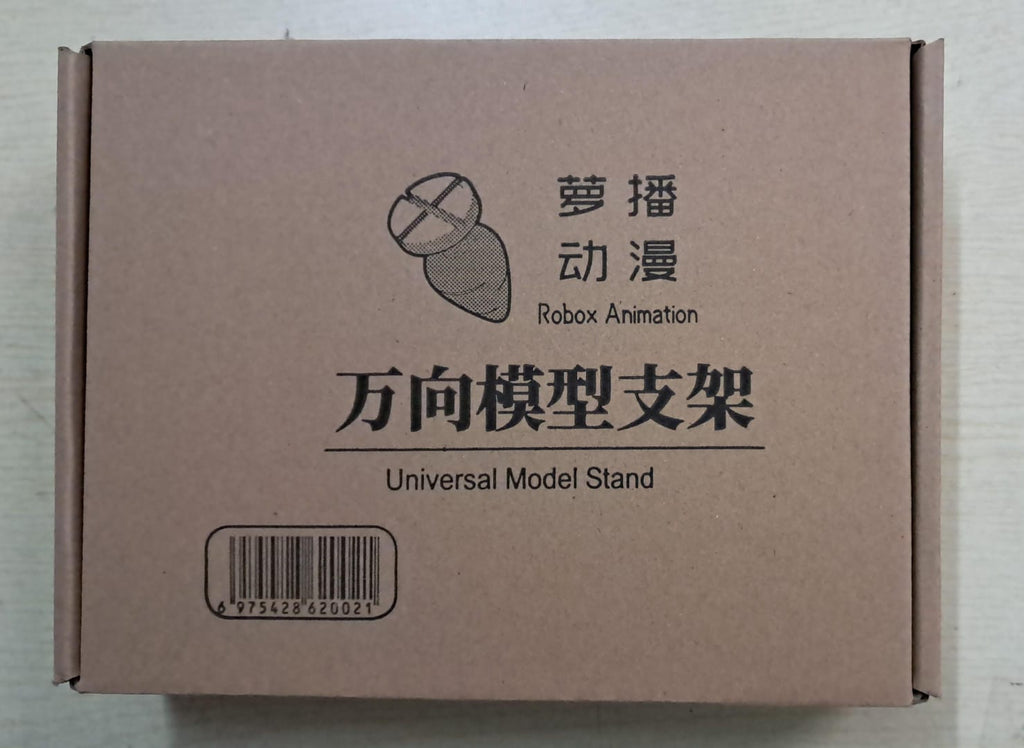 萝播
动漫
Robox Animation
万向模型支架
Universal Model Stand
6 975428 620021